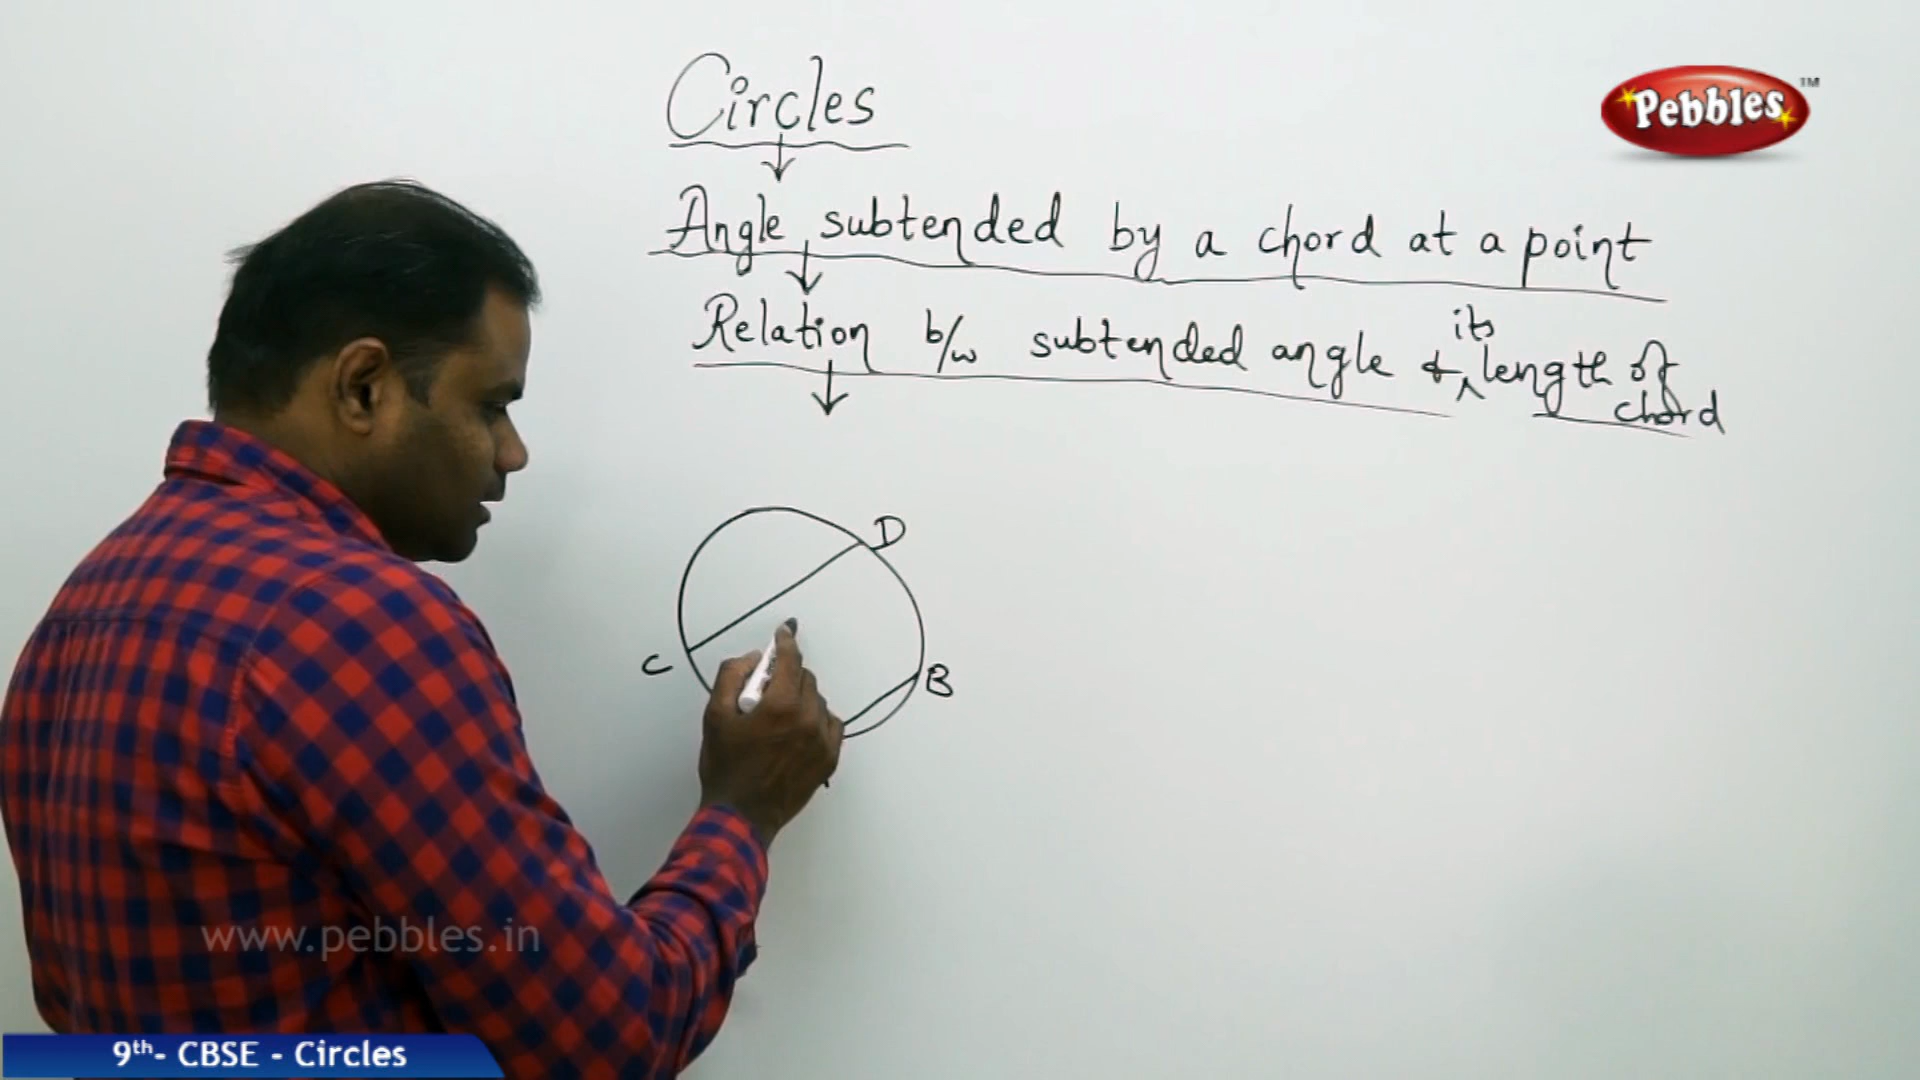 Circles
Pebbles™
Angle subtended by a chord at a point
Relation b/w subtended angle & its length of chord
D
C
B
www.pebbles.in
9th- CBSE - Circles